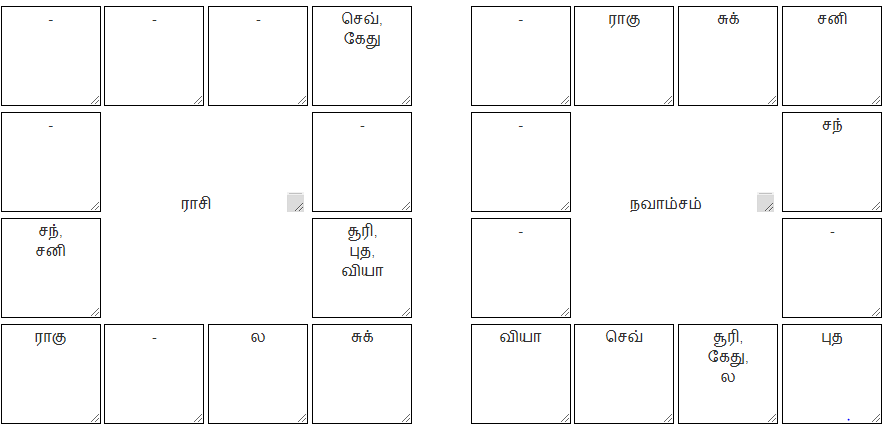 - - - செவ்,
கேது
- -
ராசி
சந்,
சனி
சூரி,
புத,
வியா
ராகு - ல சுக்
- ராகு சுக் சனி
- சந்
நவாம்சம்
- -
வியா செவ் சூரி,
கேது,
ல
புத